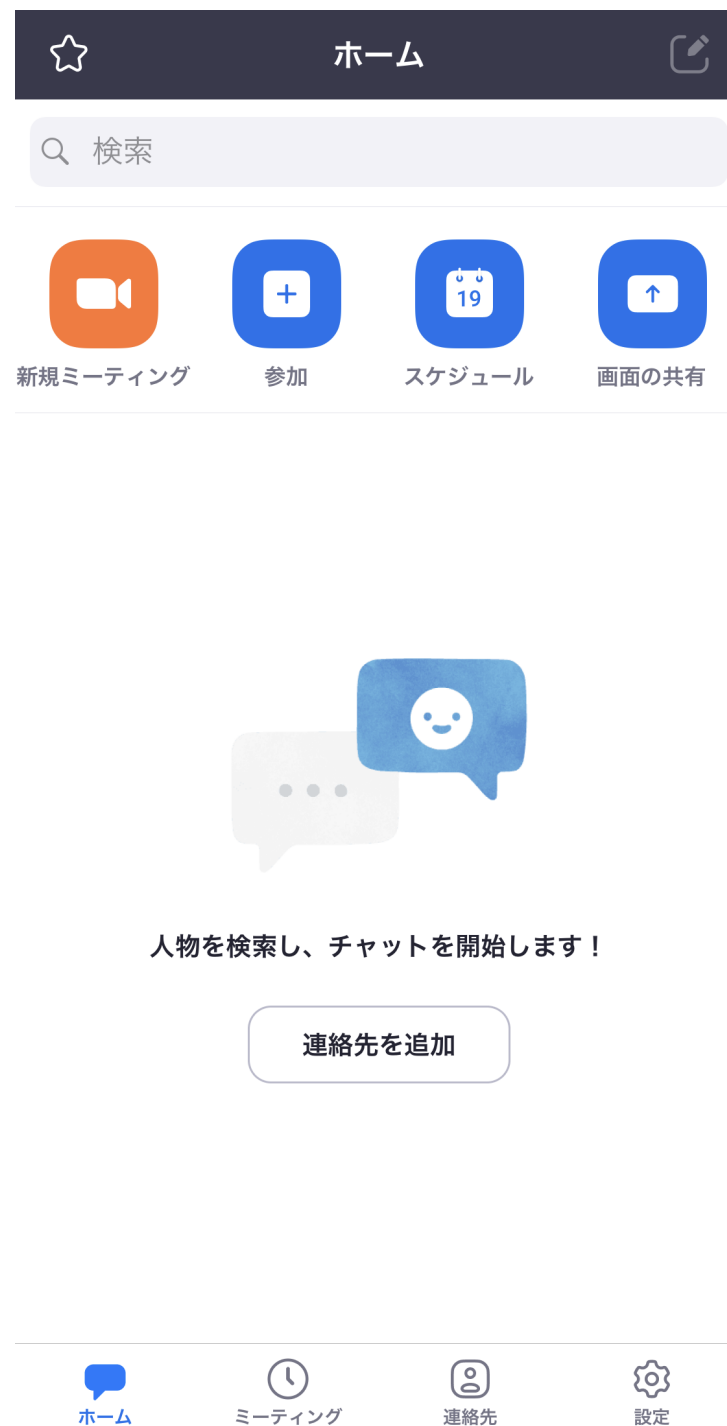 ホーム
検索
19
新規ミーティング
参加
スケジュール
画面の共有
人物を検索し、チャットを開始します！
連絡先を追加
ホーム
ミーティング
連絡先
設定